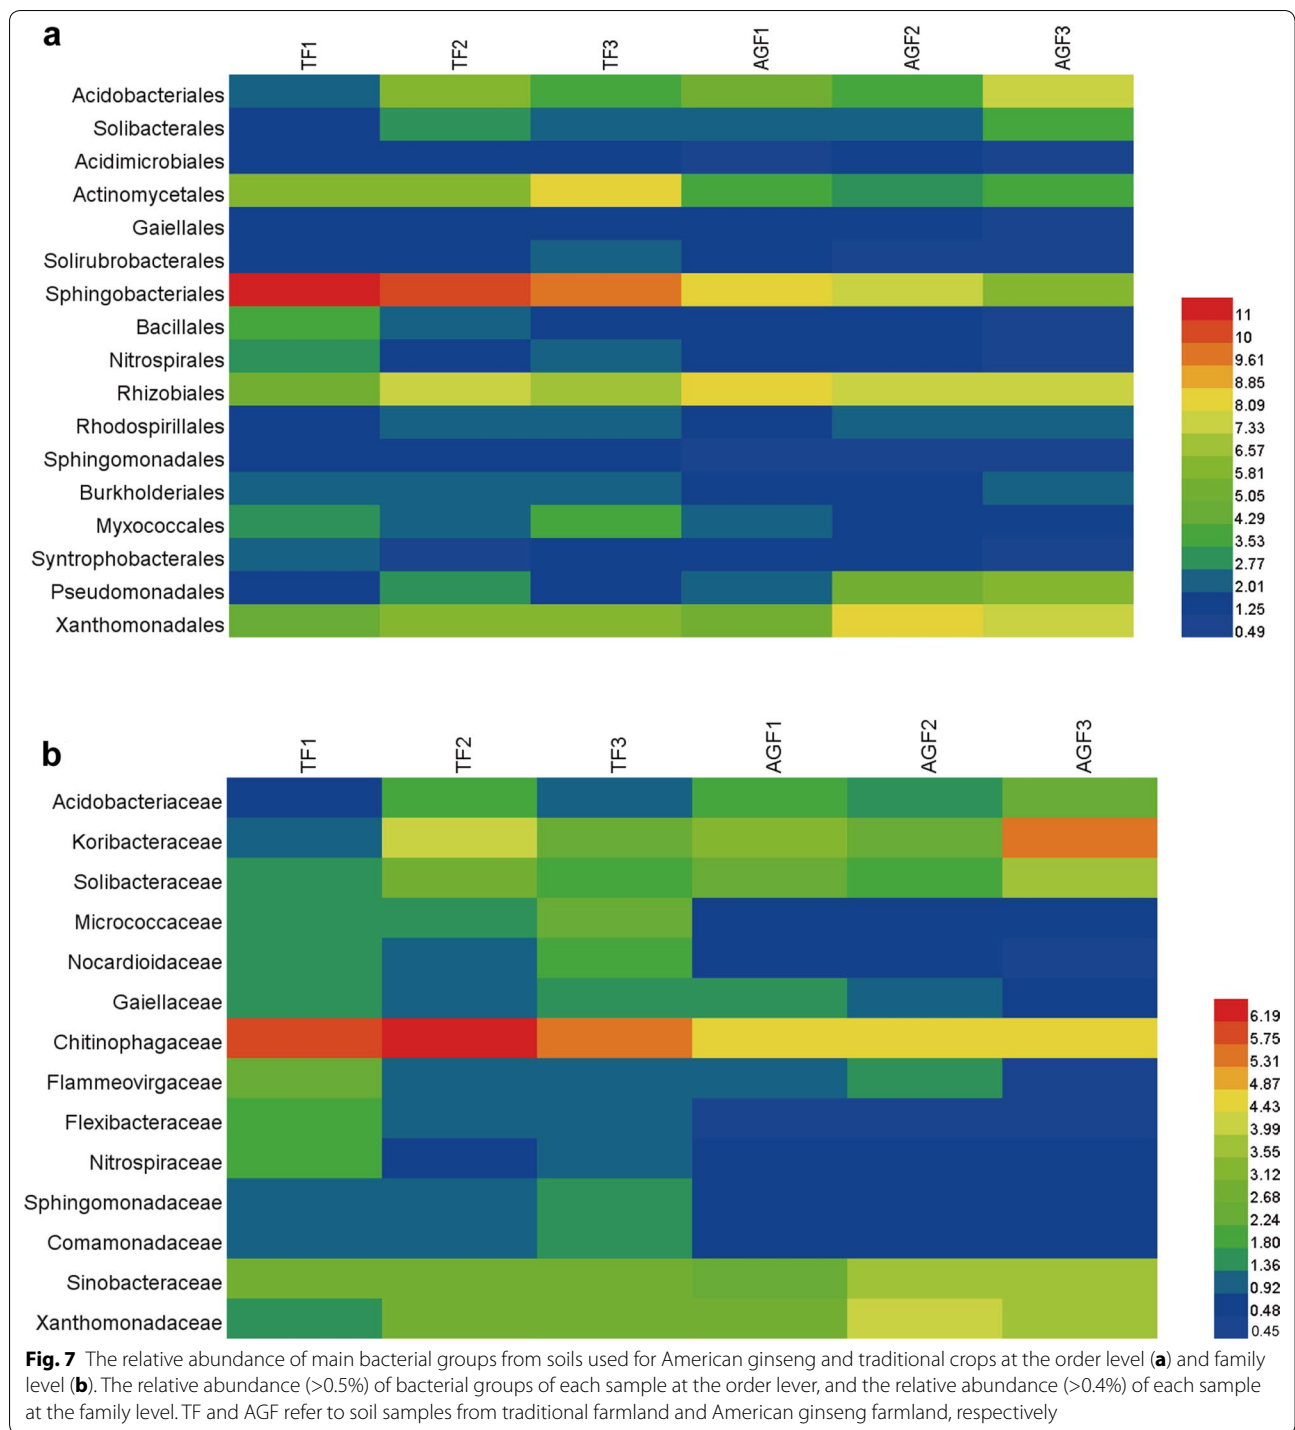 a
TF1 TF2 TF3 AGF1 AGF2 AGF3
Acidobacteriales
Solibacterales
Acidimicrobiales
Actinomycetales
Gaiellales
Solirubrobacterales
Sphingobacteriales
Bacillales
Nitrospirales
Rhizobiales
Rhodospirillales
Sphingomonadales
Burkholderiales
Myxococcales
Syntrophobacterales
Pseudomonadales
Xanthomonadales
11
10
9.61
8.85
8.09
7.33
6.57
5.81
5.05
4.29
3.53
2.77
2.01
1.25
0.49
b
TF1 TF2 TF3 AGF1 AGF2 AGF3
Acidobacteriaceae
Koribacteraceae
Solibacteraceae
Micrococcaceae
Nocardioidaceae
Gaiellaceae
Chitinophagaceae
Flammeovirgaceae
Flexibacteraceae
Nitrospiraceae
Sphingomonadaceae
Comamonadaceae
Sinobacteraceae
Xanthomonadaceae
6.19
5.75
5.31
4.87
4.43
3.99
3.55
3.12
2.68
2.24
1.80
1.36
0.92
0.48
0.45
Fig. 7 The relative abundance of main bacterial groups from soils used for American ginseng and traditional crops at the order level (a) and family
level (b). The relative abundance (>0.5%) of bacterial groups of each sample at the order lever, and the relative abundance (>0.4%) of each sample
at the family level. TF and AGF refer to soil samples from traditional farmland and American ginseng farmland, respectively